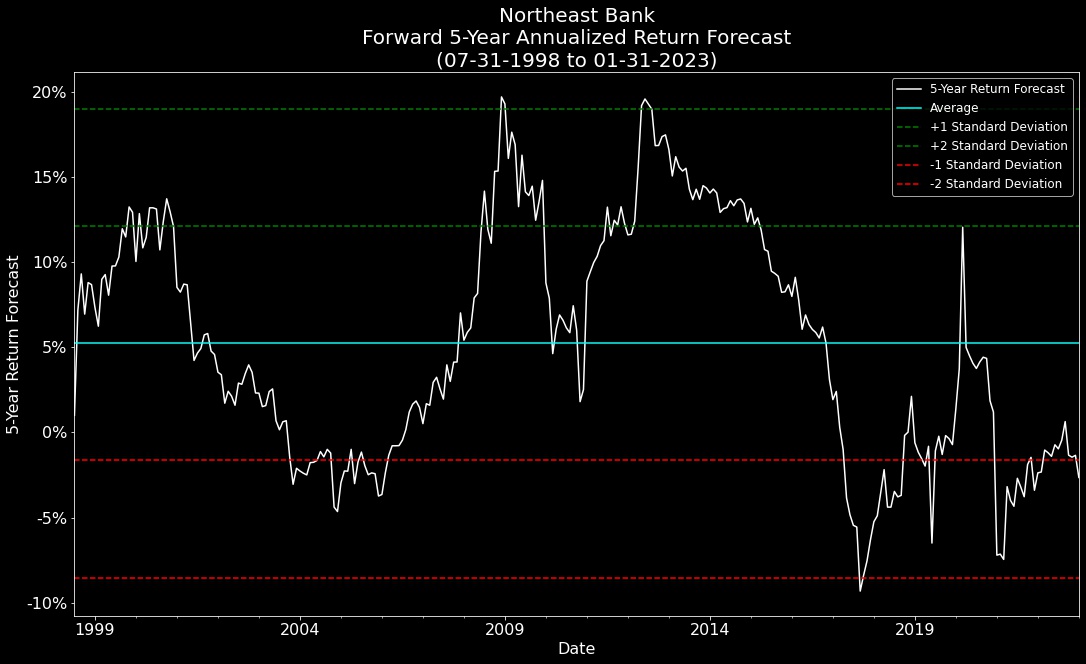 Northeast Bank
Forward 5-Year Annualized Return Forecast
(07-31-1998 to 01-31-2023)
5-Year Return Forecast
Average
+1 Standard Deviation
+2 Standard Deviation
-1 Standard Deviation
-2 Standard Deviation
5-Year Return Forecast
20%
15%
10%
5%
0%
-5%
-10%
1999
2004
2009
2014
2019
Date